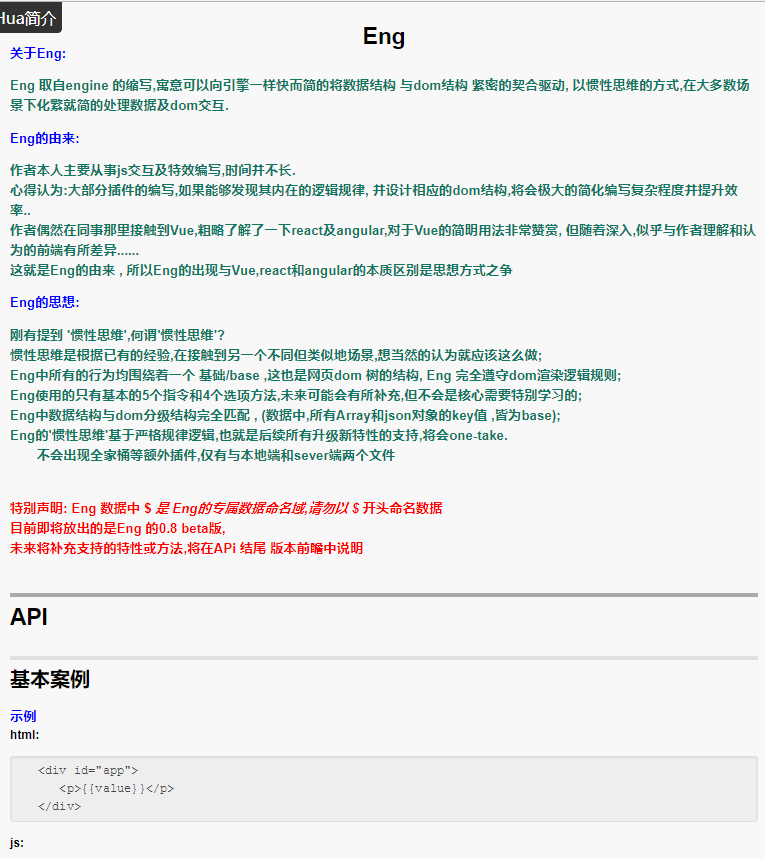 Hua简介
Eng
关于Eng:
Eng 取自engine 的缩写,寓意可以向引擎一样快而简的将数据结构 与dom结构 紧密的契合驱动, 以惯性思维的方式,在大多数场
景下化繁就简的处理数据及dom交互.
Eng的由来:
作者本人主要从事js交互及特效编写,时间并不长.
心得认为:大部分插件的编写,如果能够发现其内在的逻辑规律, 并设计相应的dom结构,将会极大的简化编写复杂程度并提升效
率..
作者偶然在同事那里接触到Vue,粗略了解了一下react及angular,对于Vue的简明用法非常赞赏, 但随着深入,似乎与作者理解和认
为的前端有所差异......
这就是Eng的由来 , 所以Eng的出现与Vue,react和angular的本质区别是思想方式之争
Eng的思想:
刚有提到 '惯性思维',何谓'惯性思维'?
惯性思维是根据已有的经验,在接触到另一个不同但类似地场景,想当然的认为就应该这么做;
Eng中所有的行为均围绕着一个 基础/base ,这也是网页dom 树的结构, Eng 完全遵守dom渲染逻辑规则;
Eng使用的只有基本的5个指令和4个选项方法,未来可能会有所补充,但不会是核心需要特别学习的;
Eng中数据结构与dom分级结构完全匹配 , (数据中,所有Array和json对象的key值 ,皆为base);
Eng的'惯性思维'基于严格规律逻辑,也就是后续所有升级新特性的支持,将会one-take.
不会出现全家桶等额外插件,仅有与本地端和sever端两个文件
特别声明: Eng 数据中 $ 是 Eng的专属数据命名域,请勿以 $ 开头命名数据
目前即将放出的是Eng 的0.8 beta版,
未来将补充支持的特性或方法,将在APi 结尾 版本前瞻中说明
API
基本案例
示例
html:
<div id="app">
<p>{{value}}</p>
</div>
js: